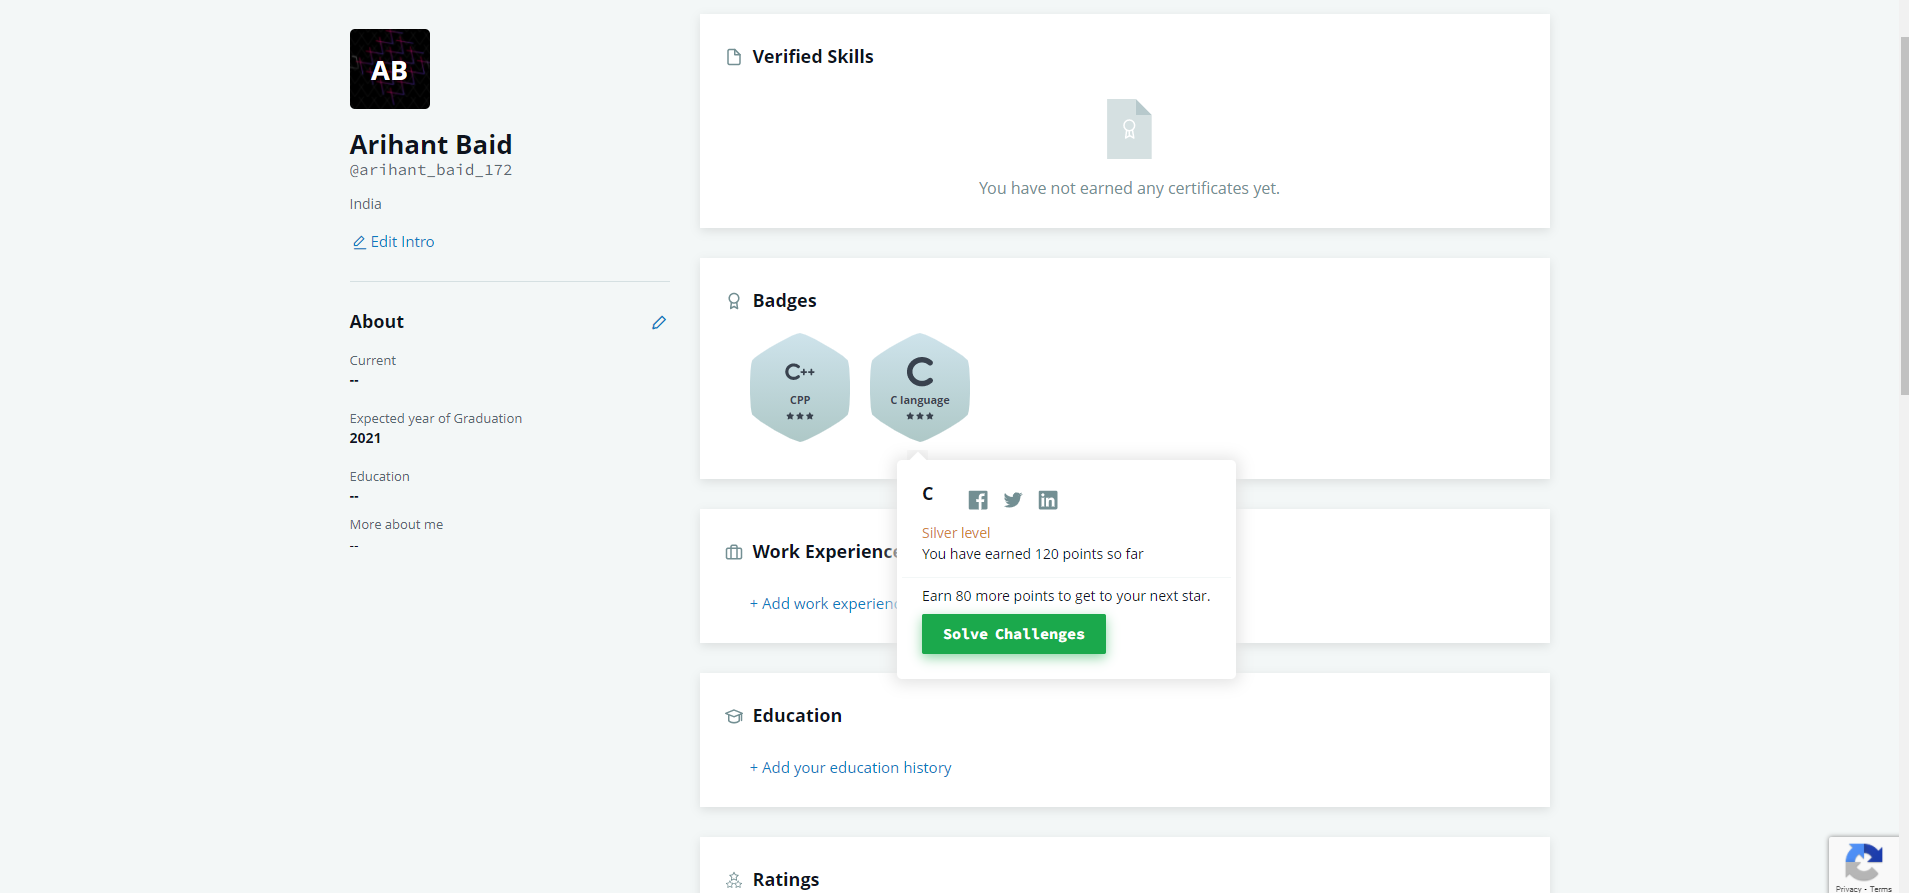 AB
Arihant Baid
@arihant_baid_172
India
Edit Intro
About
Current
--
Expected year of Graduation
2021
Education
--
More about me
--
Verified Skills
You have not earned any certificates yet.
Badges
C++
CPP
C
C language
C
Silver level
You have earned 120 points so far
Earn 80 more points to get to your next star.
Solve Challenges
Work Experience
+ Add work experienc
Education
+ Add your education history
Ratings
Privacy - Terms